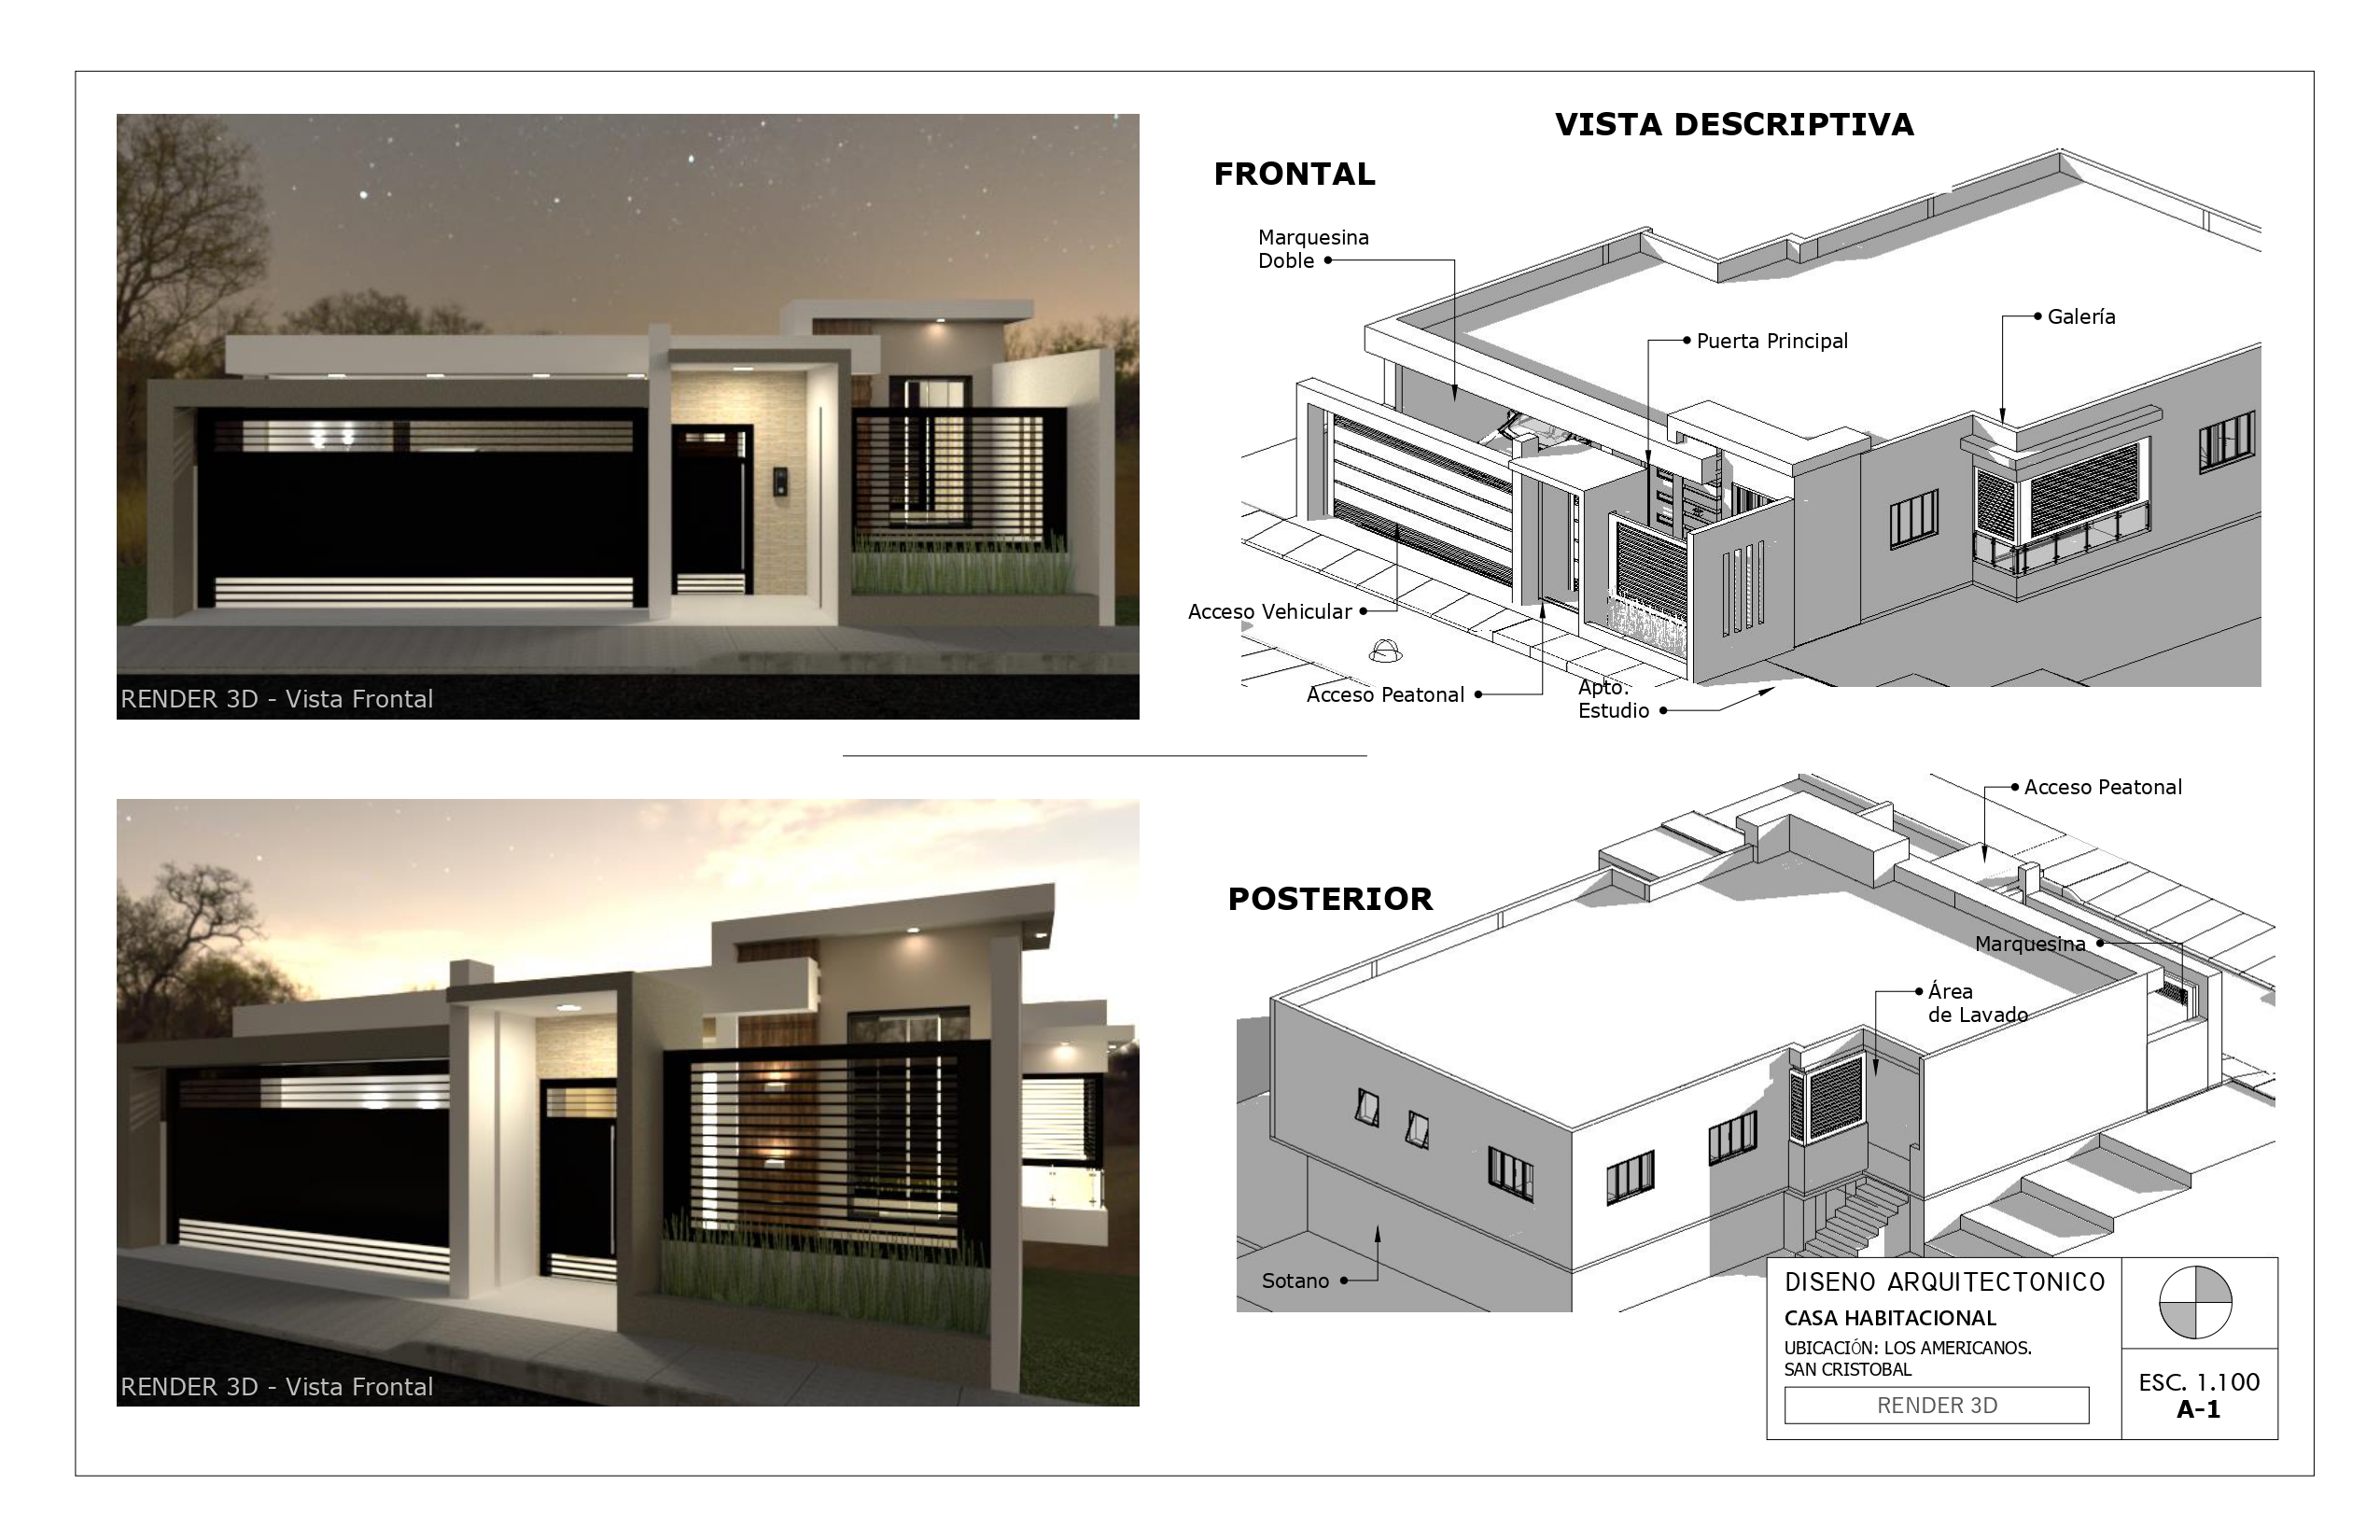 VISTA DESCRIPTIVA
FRONTAL
Marquesina
Doble
Galería
Puerta Principal
Acceso Vehicular
Acceso Peatonal
Apto.
Estudio
RENDER 3D - Vista Frontal
Acceso Peatonal
POSTERIOR
Marquesina
Área
de Lavado
Sotano
RENDER 3D - Vista Frontal
DISENO ARQUITECTONICO
CASA HABITACIONAL
UBICACIÓN: LOS AMERICANOS.
SAN CRISTOBAL
RENDER 3D
ESC. 1.100
A-1